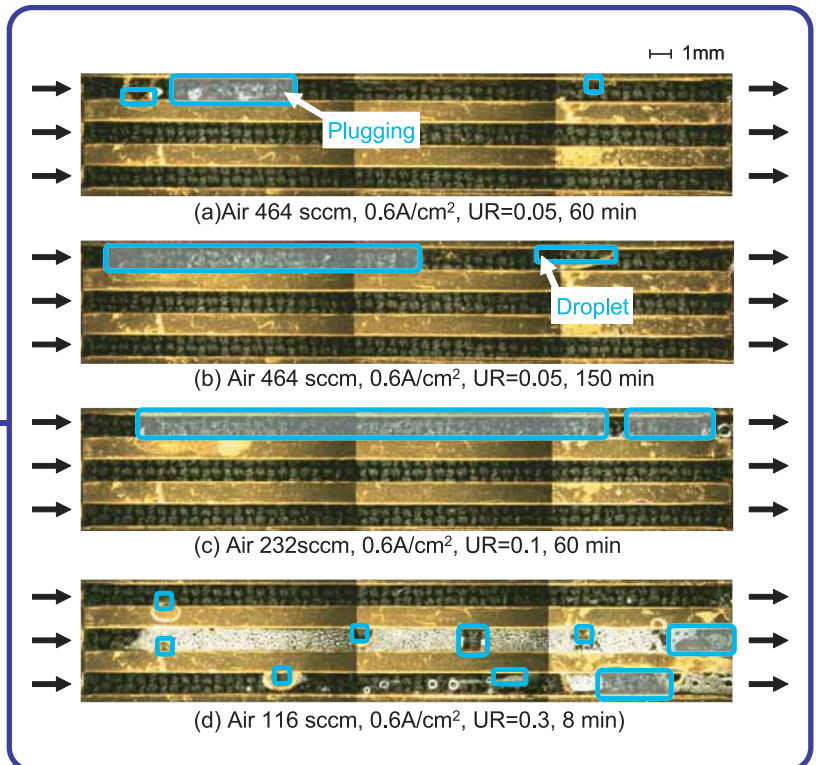 1mm
Plugging
(a)Air 464 sccm, 0.6A/cm², UR=0.05, 60 min
Droplet
(b) Air 464 sccm, 0.6A/cm², UR=0.05, 150 min
(c) Air 232sccm, 0.6A/cm², UR=0.1, 60 min
(d) Air 116 sccm, 0.6A/cm², UR=0.3, 8 min)